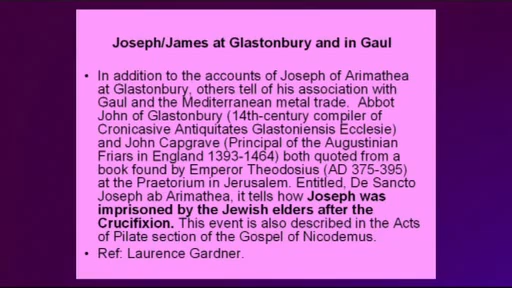 Joseph/James at Glastonbury and in Gaul
• In addition to the accounts of Joseph of Arimathea
at Glastonbury, others tell of his association with
Gaul and the Mediterranean metal trade.  Abbot
John of Glastonbury (14th-century compiler of
Cronicasive Antiquitates Glastoniensis Ecclesie)
and John Capgrave (Principal of the Augustinian
Friars in England 1393-1464) both quoted from a
book found by Emperor Theodosius (AD 375-395)
at the Praetorium in Jerusalem. Entitled, De Sancto
Joseph ab Arimathea, it tells how Joseph was
imprisoned by the Jewish elders after the
Crucifixion. This event is also described in the Acts
of Pilate section of the Gospel of Nicodemus.
• Ref: Laurence Gardner.